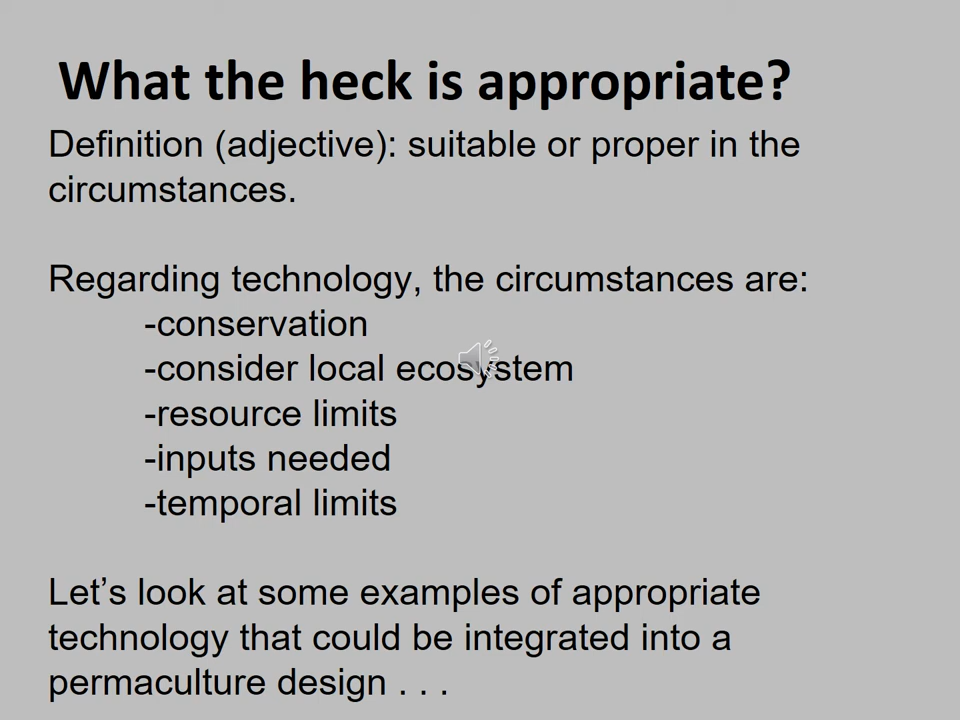 What the heck is appropriate?
Definition (adjective): suitable or proper in the
circumstances.
Regarding technology, the circumstances are:
-conservation
-consider local ecosystem
-resource limits
-inputs needed
-temporal limits
Let’s look at some examples of appropriate
technology that could be integrated into a
permaculture design . . .